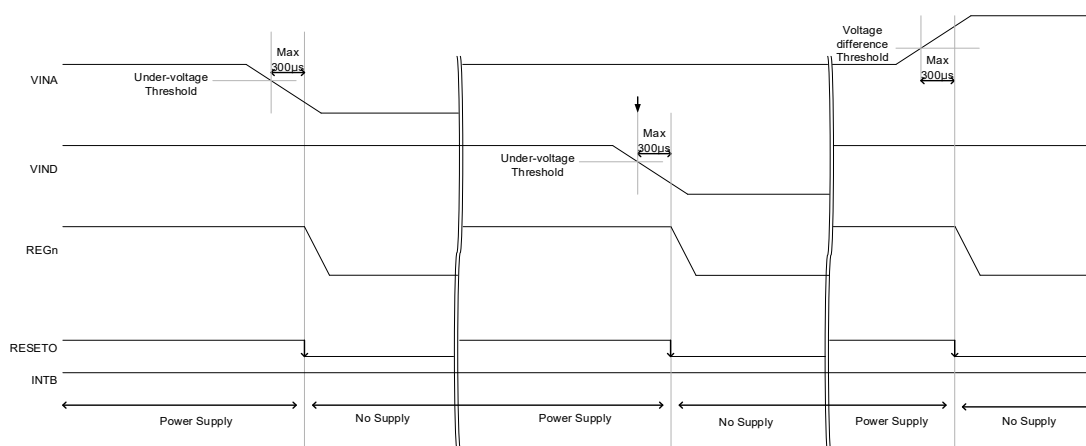 Voltage
difference
Threshold
Max
300μs
Max
300μs
VINA
Under-voltage
Threshold
Max
300μs
VIND
Under-voltage
Threshold
REGn
RESETO
INTB
Power Supply
No Supply
Power Supply
No Supply
Power Supply
No Supply